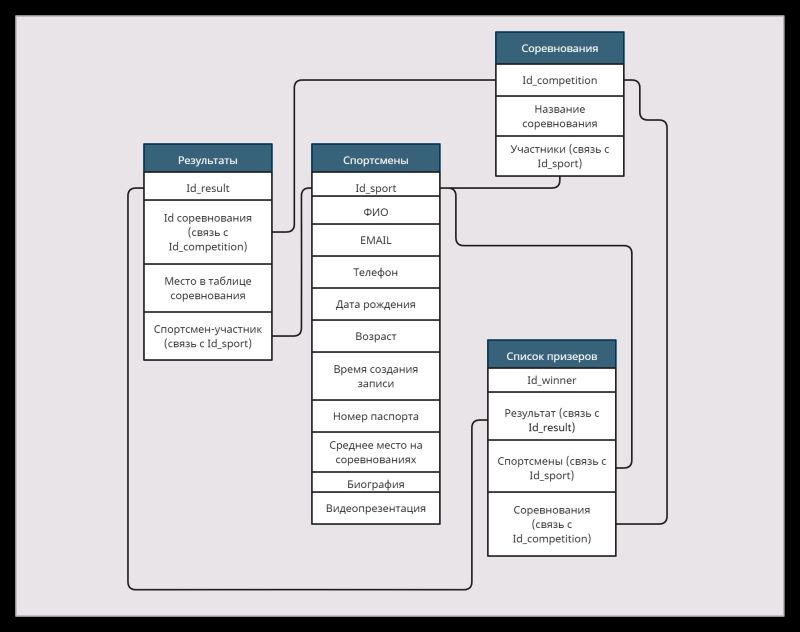 Соревнования
Id_competition
Название
соревнования
Участники (связь с
Id_sport)
Результаты
Id_result
Id соревнования
(связь с
Id_competition)
Место в таблице
соревнования
Спортсмен-участник
(связь с Id_sport)
Спортсмены
Id_sport
ФИО
EMAIL
Телефон
Дата рождения
Возраст
Время создания
записи
Номер паспорта
Среднее место на
соревнованиях
Биография
Видеопрезентация
Список призеров
Id_winner
Результат (связь с
Id_result)
Спортсмены (связь с
Id_sport)
Соревнования
(связь с
Id_competition)